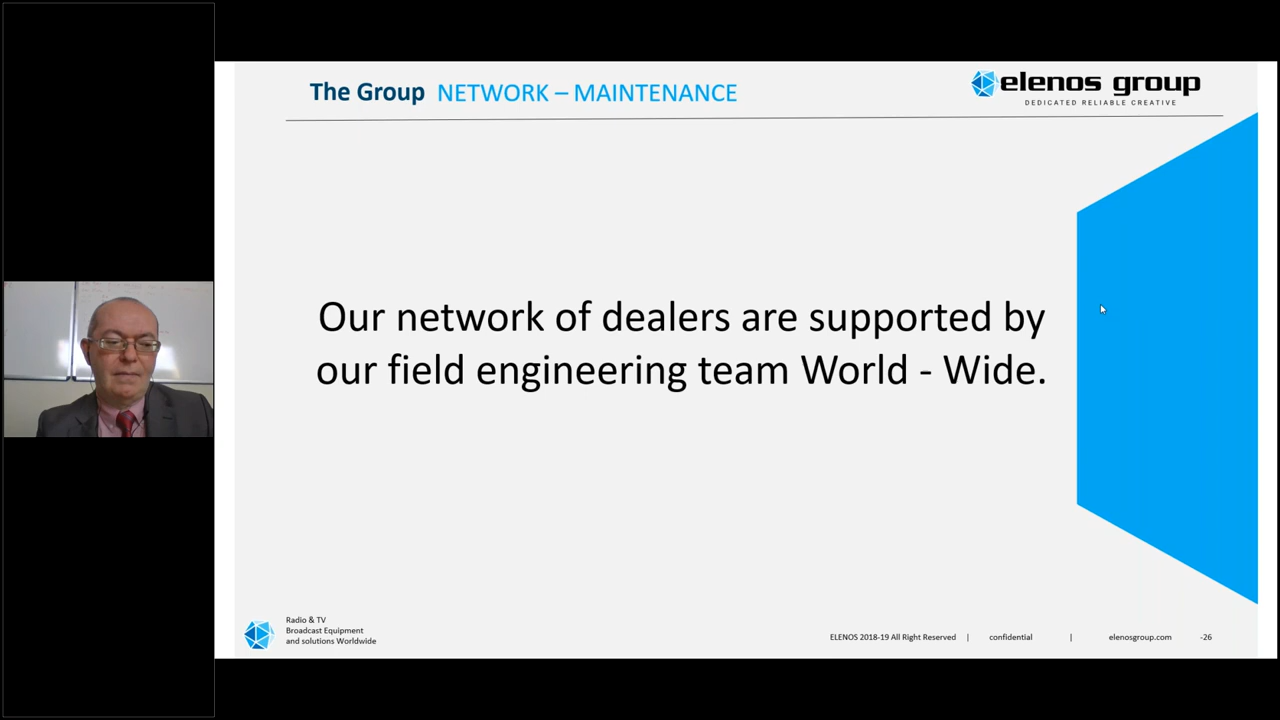 The Group NETWORK – MAINTENANCE
elenos group
DEDICATED RELIABLE CREATIVE
Our network of dealers are supported by
our field engineering team World - Wide.
Radio & TV
Broadcast Equipment
and solutions Worldwide
ELENOS 2018-19 All Right Reserved | confidential | elenosgroup.com -26